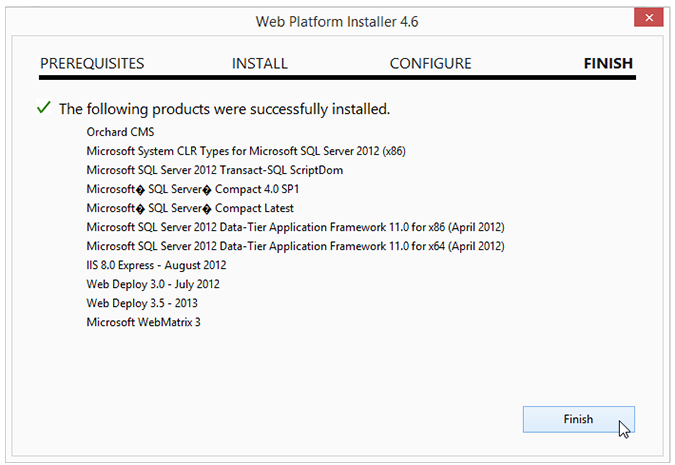 Web Platform Installer 4.6
PREREQUISITES INSTALL CONFIGURE FINISH
The following products were successfully installed.
Orchard CMS
Microsoft System CLR Types for Microsoft SQL Server 2012 (x86)
Microsoft SQL Server 2012 Transact-SQL ScriptDom
Microsoft� SQL Server� Compact 4.0 SP1
Microsoft� SQL Server� Compact Latest
Microsoft SQL Server 2012 Data-Tier Application Framework 11.0 for x86 (April 2012)
Microsoft SQL Server 2012 Data-Tier Application Framework 11.0 for x64 (April 2012)
IIS 8.0 Express - August 2012
Web Deploy 3.0 - July 2012
Web Deploy 3.5 - 2013
Microsoft WebMatrix 3
Finish